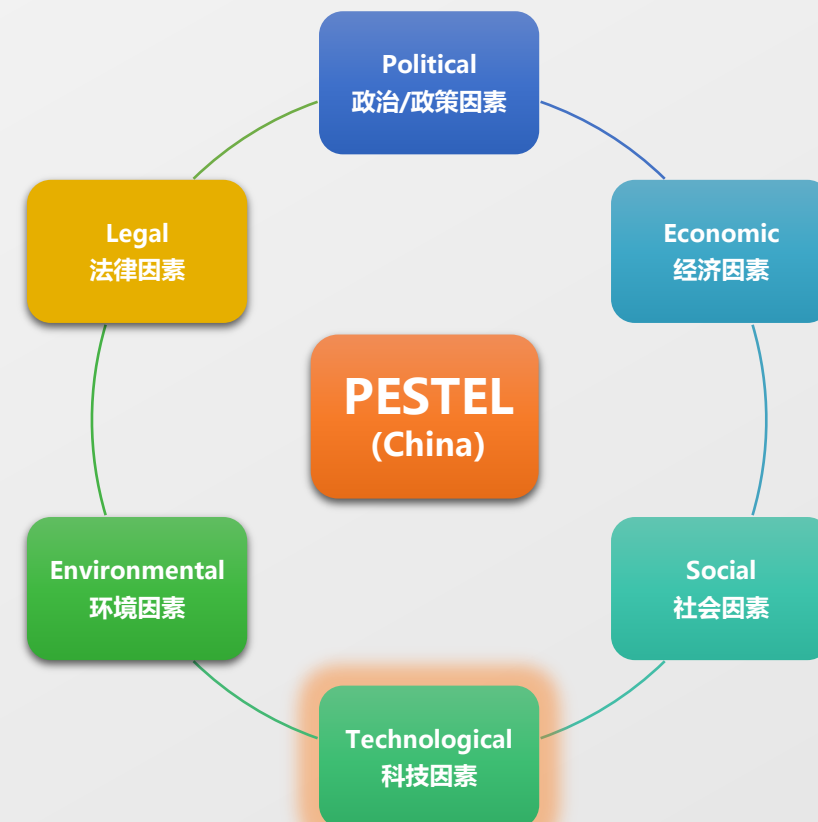 Political
政治/政策因素
Legal
法律因素
Economic
经济因素
PESTEL
(China)
Environmental
环境因素
Social
社会因素
Technological
科技因素